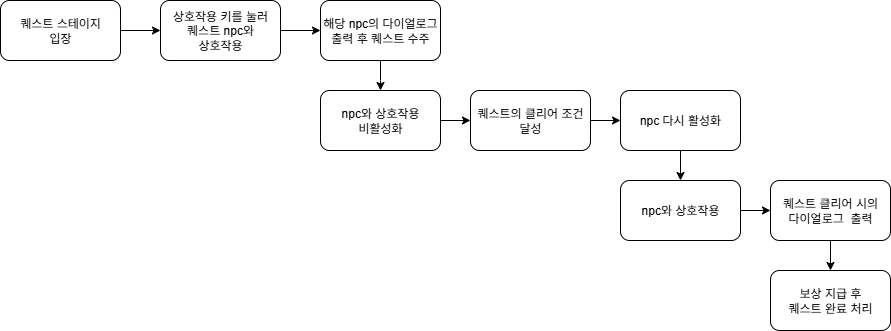 퀘스트 스테이지
입장
상호작용 키를 눌러
퀘스트 npc와
상호작용
해당 npc의 다이얼로그
출력 후 퀘스트 수주
npc와 상호작용
비활성화
퀘스트의 클리어 조건
달성
npc 다시 활성화
npc와 상호작용
퀘스트 클리어 시의
다이얼로그 출력
보상 지급 후
퀘스트 완료 처리